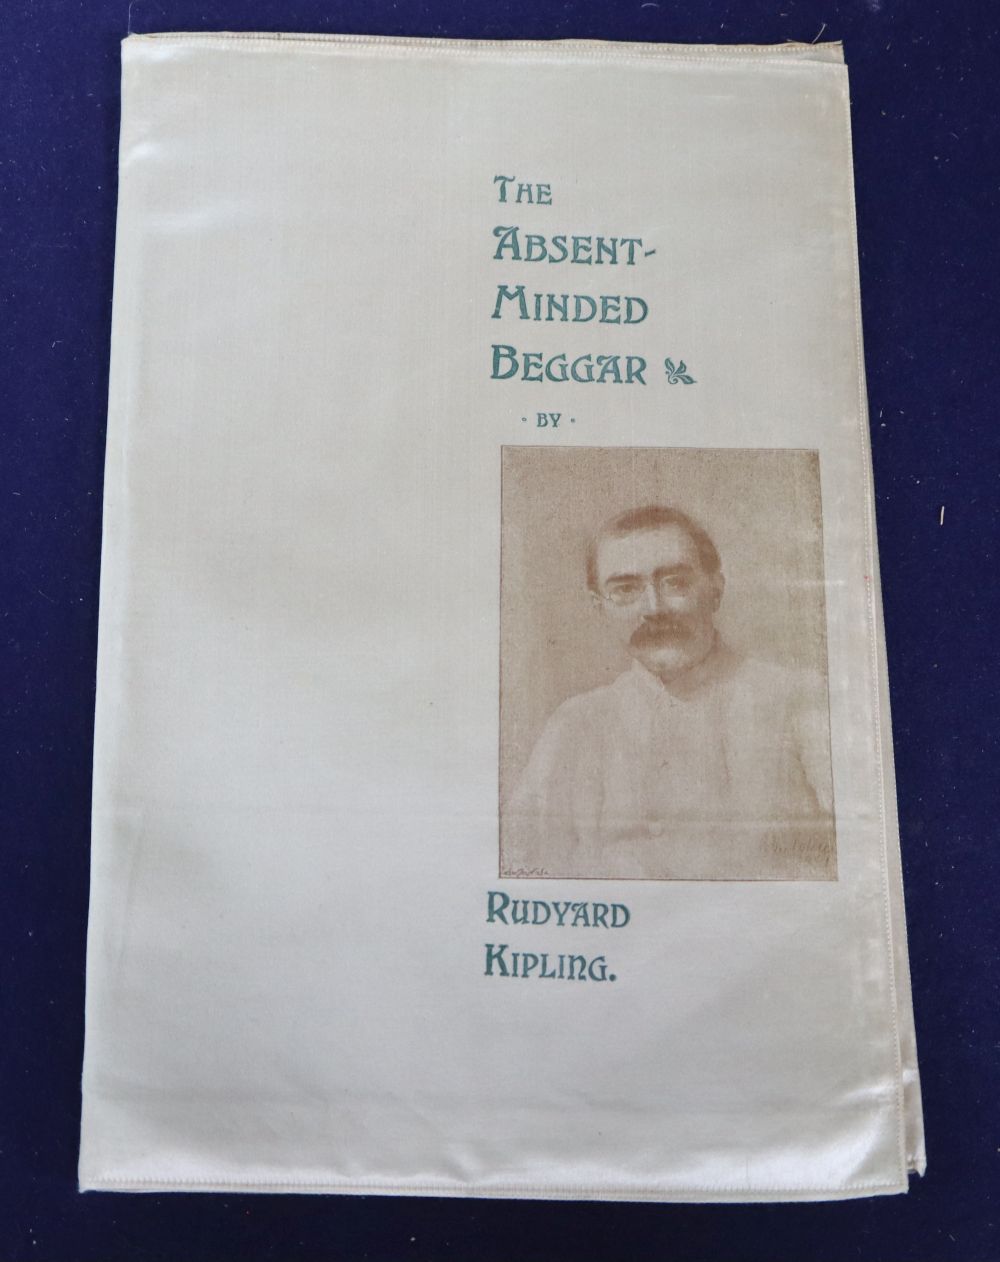 THE
ABSENT-
MINDED
BEGGAR
· BY ·
RUDYARD
KIPLING.